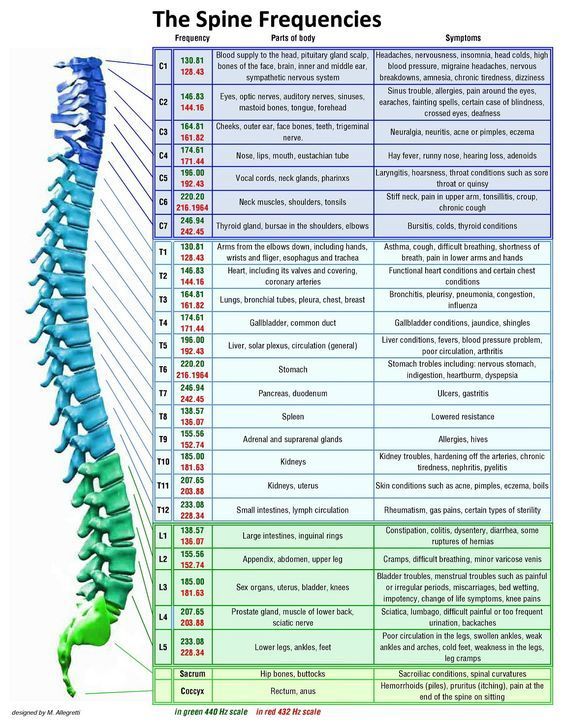 The Spine Frequencies
Frequency Parts of body Symptoms
C1
130.81
128.43
Blood supply to the head, pituitary gland scalp,
bones of the face, brain, inner and middle ear,
sympathetic nervous system
Headaches, nervousness, insomnia, head colds, high
blood pressure, migraine headaches, nervous
breakdowns, amnesia, chronic tiredness, dizziness
C2
146.83
144.16
Eyes, optic nerves, auditory nerves, sinuses,
mastoid bones, tongue, forehead
Sinus trouble, allergies, pain around the eyes,
earaches, fainting spells, certain case of blindness,
crossed eyes, deafness
C3
164.81
161.82
Cheeks, outer ear, face bones, teeth, trigeminal
nerve.
Neuralgia, neuritis, acne or pimples, eczema
C4
174.61
171.44
Nose, lips, mouth, eustachian tube
Hay fever, runny nose, hearing loss, adenoids
C5
196.00
192.43
Vocal cords, neck glands, pharinxs
Laryngitis, hoarsness, throat conditions such as sore
throat or quinsy
C6
220.20
216.1964
Neck muscles, shoulders, tonsils
Stiff neck, pain in upper arm, tonsillitis, croup,
chronic cough
C7
246.94
242.45
Thyroid gland, bursae in the shoulders, elbows
Bursitis, colds, thyroid conditions
T1
130.81
128.43
Arms from the elbows down, including hands,
wrists and fliger, esophagus and trachea
Asthma, cough, difficult breathing, shortness of
breath, pain in lower arms and hands
T2
146.83
144.16
Heart, including its valves and covering,
coronary arteries
Functional heart conditions and certain chest
conditions
T3
164.81
161.82
Lungs, bronchial tubes, pleura, chest, breast
Bronchitis, pleurisy, pneumonia, congestion,
influenza
T4
174.61
171.44
Gallbladder, common duct
Gallbladder conditions, jaundice, shingles
T5
196.00
192.43
Liver, solar plexus, circulation (general)
Liver conditions, fevers, blood pressure problem,
poor circulation, arthritis
T6
220.20
216.1964
Stomach
Stomach trobles including: nervous stomach,
indigestion, heartburm, dyspepsia
T7
246.94
242.45
Pancreas, duodenum
Ulcers, gastritis
T8
138.57
136.07
Spleen
Lowered resistance
T9
155.56
152.74
Adrenal and suprarenal glands
Allergies, hives
T10
185.00
181.63
Kidneys
Kidney troubles, hardening off the arteries, chronic
tiredness, nephritis, pyelitis
T11
207.65
203.88
Kidneys, uterus
Skin conditions such as acne, pimples, eczema, boils
T12
233.08
228.34
Small intestines, lymph circulation
Rheumatism, gas pains, certain types of sterility
L1
138.57
136.07
Large intestines, inguinal rings
Constipation, colitis, dysentery, diarrhea, some
ruptures of hernias
L2
155.56
152.74
Appendix, abdomen, upper leg
Cramps, difficult breathing, minor varicose venis
L3
185.00
181.63
Sex organs, uterus, bladder, knees
Bladder troubles, menstrual troubles such as painful
or irregular periods, miscarriages, bed wetting,
impotency, change of life symptoms, knee pains
L4
207.65
203.88
Prostate gland, muscle of lower back,
sciatic nerve
Sciatica, lumbago, difficult painful or too frequent
urination, backaches
L5
233.08
228.34
Lower legs, ankles, feet
Poor circulation in the legs, swollen ankles, weak
ankles and arches, cold feet, weakness in the legs,
leg cramps
Sacrum
Hip bones, buttocks
Sacroiliac conditions, spinal curvatures
Coccyx
Rectum, anus
Hemorrhoids (piles), pruritus (itching), pain at the
end of the spine on sitting
designed by M. Allegretti
in green 440 Hz scale in red 432 Hz scale